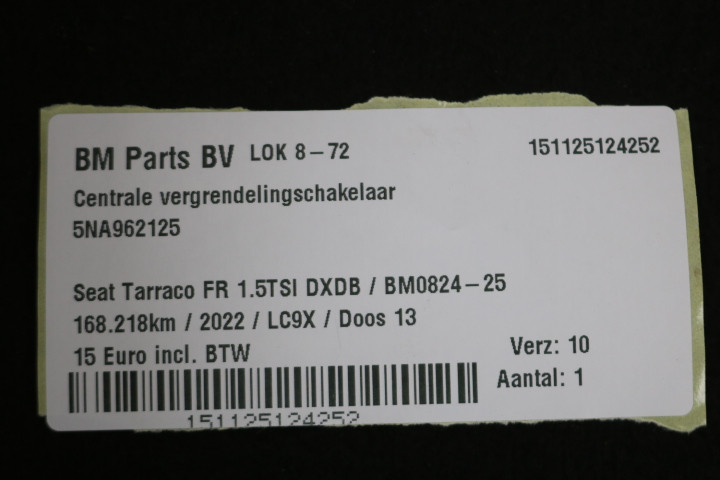 BM Parts BV LOK 8-72 151125124252
Centrale vergrendelingschakelaar
5NA962125
Seat Tarraco FR 1.5TSI DXDB / BM0824-25
168.218km / 2022 / LC9X / Doos 13
15 Euro incl. BTW Verz: 10
Aantal: 1
151125124252